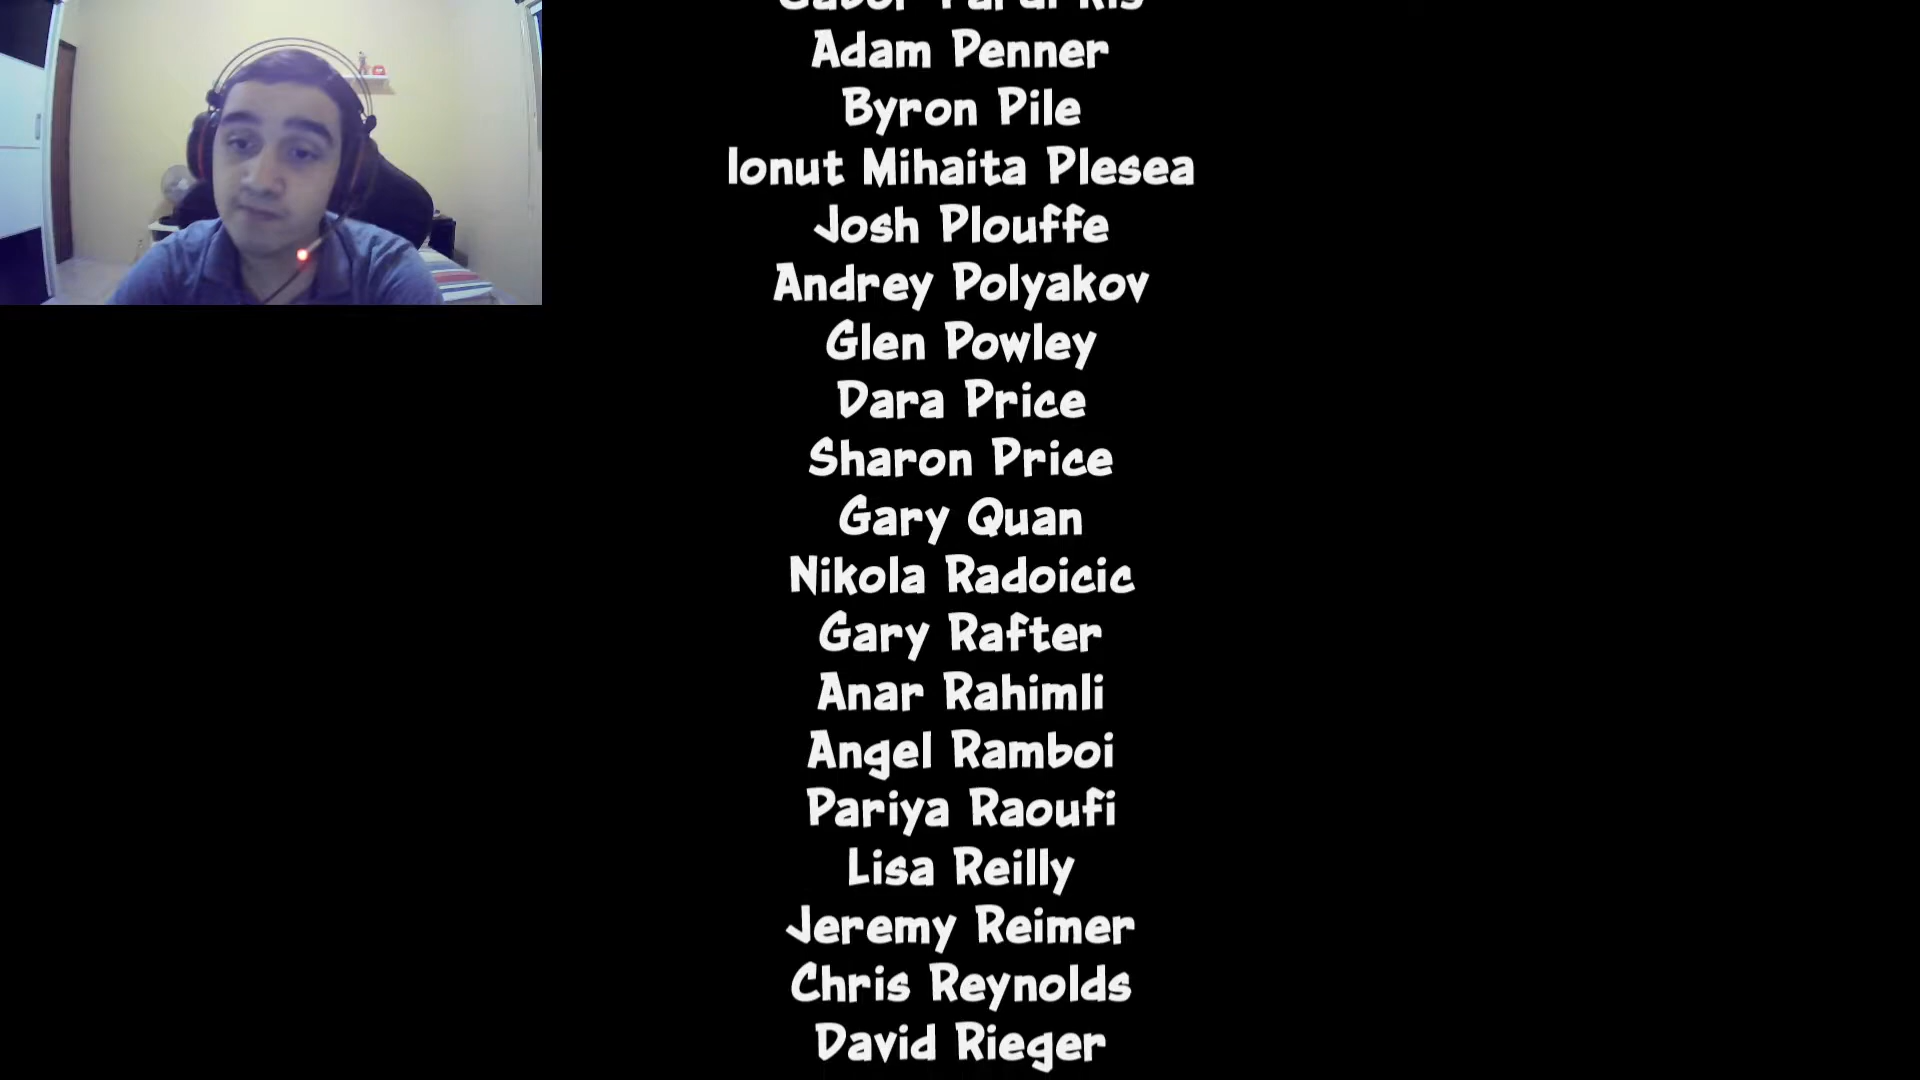 Adam Penner
Byron Pile
Ionut Mihaita Plesea
Josh Plouffe
Andrey Polyakov
Glen Powley
Dara Price
Sharon Price
Gary Quan
Nikola Radoicic
Gary Rafter
Anar Rahimli
Angel Ramboi
Pariya Raoufi
Lisa Reilly
Jeremy Reimer
Chris Reynolds
David Rieger